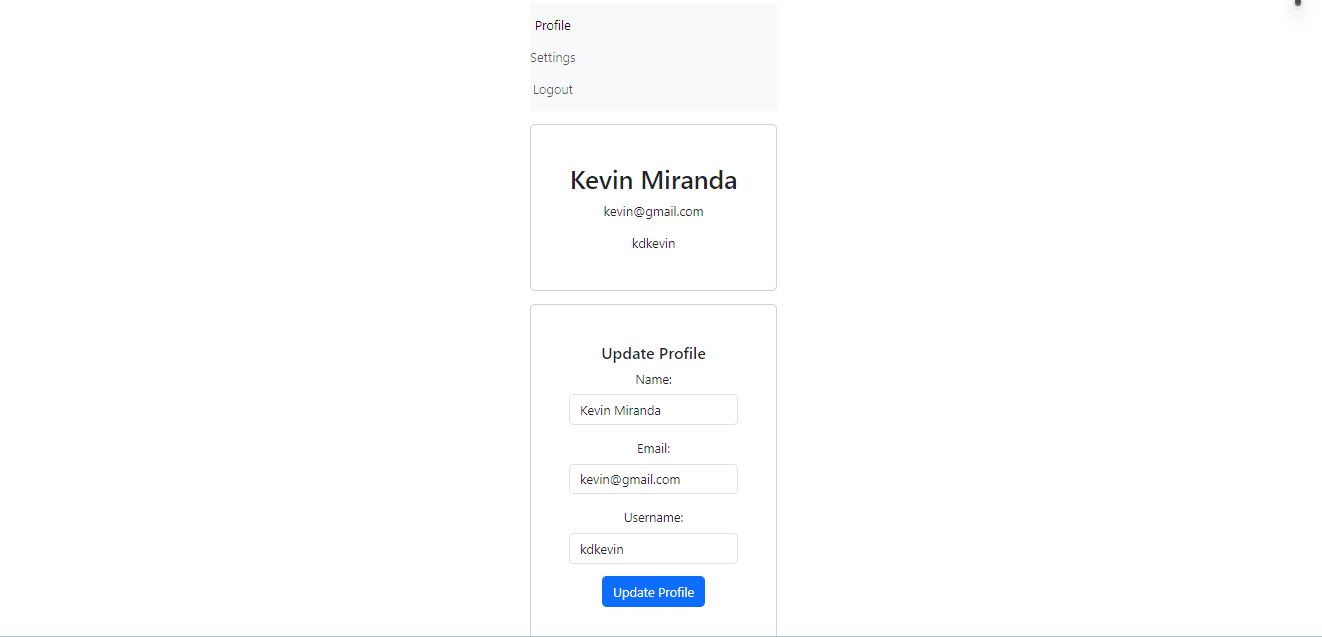 Profile
Settings
Logout
Kevin Miranda
kevin@gmail.com
kdkevin
Update Profile
Name:
Kevin Miranda
Email:
kevin@gmail.com
Username:
kdkevin
Update Profile